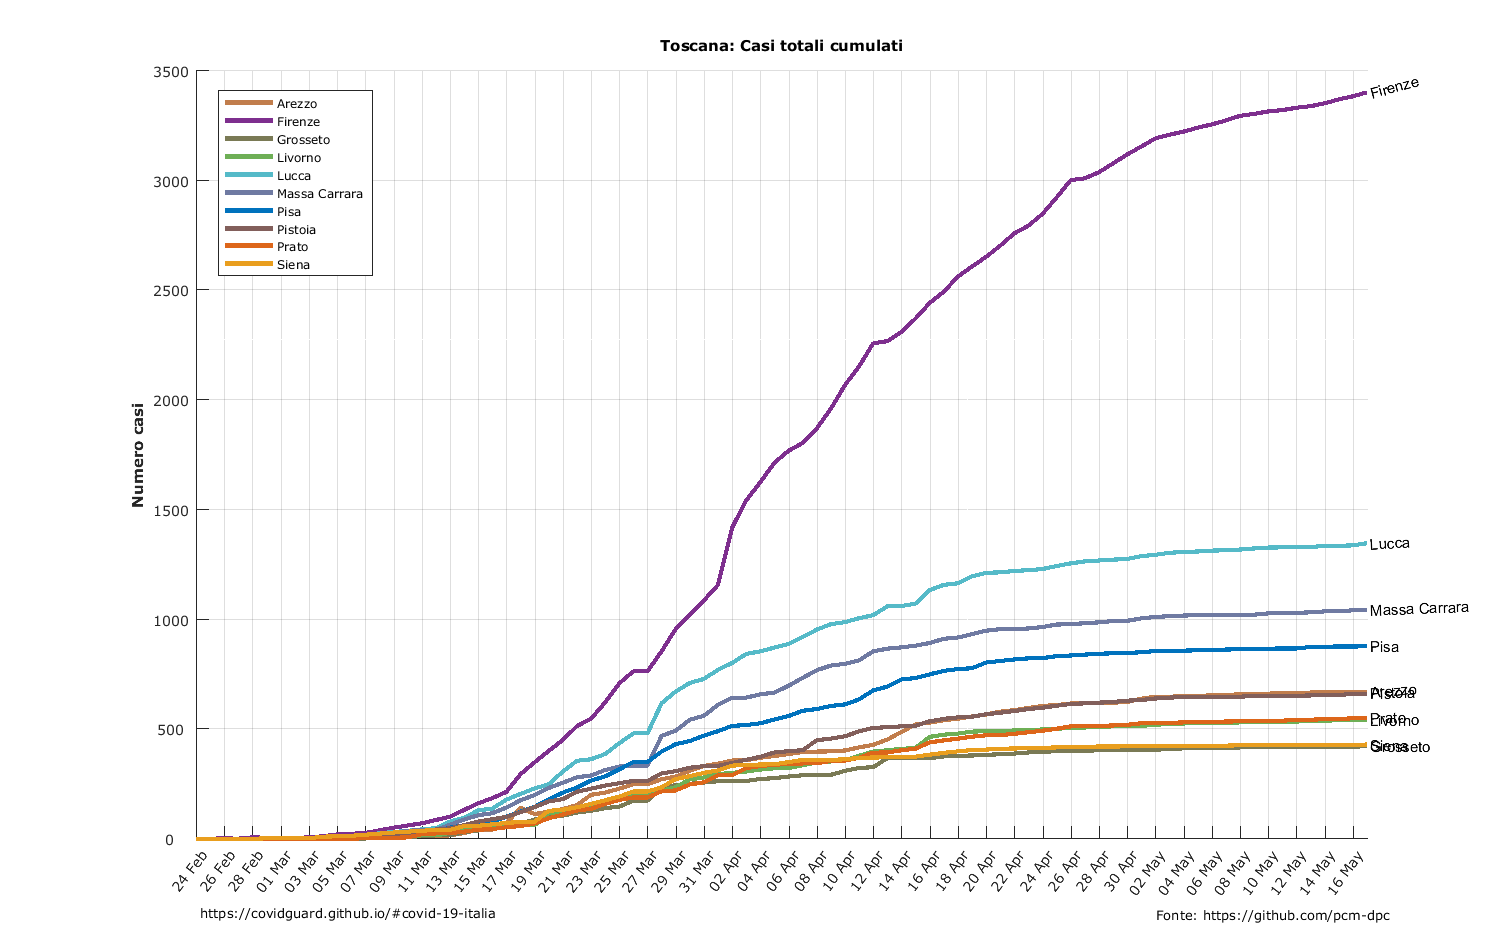 Toscana: Casi totali cumulati
Numero casi
3500
3000
2500
2000
1500
1000
500
0
Arezzo
Firenze
Grosseto
Livorno
Lucca
Massa Carrara
Pisa
Pistoia
Prato
Siena
Firenze
Lucca
Massa Carrara
Pisa
Arezzo
Pistoia
Prato
Livorno
Siena
Grosseto
24 Feb
26 Feb
28 Feb
01 Mar
03 Mar
05 Mar
07 Mar
09 Mar
11 Mar
13 Mar
15 Mar
17 Mar
19 Mar
21 Mar
23 Mar
25 Mar
27 Mar
29 Mar
31 Mar
02 Apr
04 Apr
06 Apr
08 Apr
10 Apr
12 Apr
14 Apr
16 Apr
18 Apr
20 Apr
22 Apr
24 Apr
26 Apr
28 Apr
30 Apr
02 May
04 May
06 May
08 May
10 May
12 May
14 May
16 May
https://covidguard.github.io/#covid-19-italia
Fonte: https://github.com/pcm-dpc